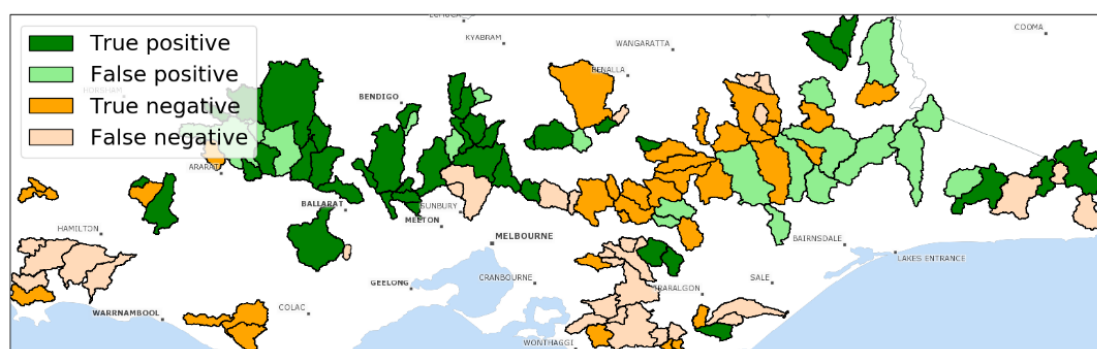 True positive
False positive
True negative
False negative
KYABRAM
WANGARATTA
COOMA
HORSHAM
BENALLA
BENDIGO
ARARAT
BALLARAT
SUNBURY
MELTON
HAMILTON
MELBOURNE
BAIRNSDALE
LAKES ENTRANCE
GEELONG
CRANBOURNE
SALE
TRARALGON
COLAC
WARRNAMBOOL
WONTHAGGI